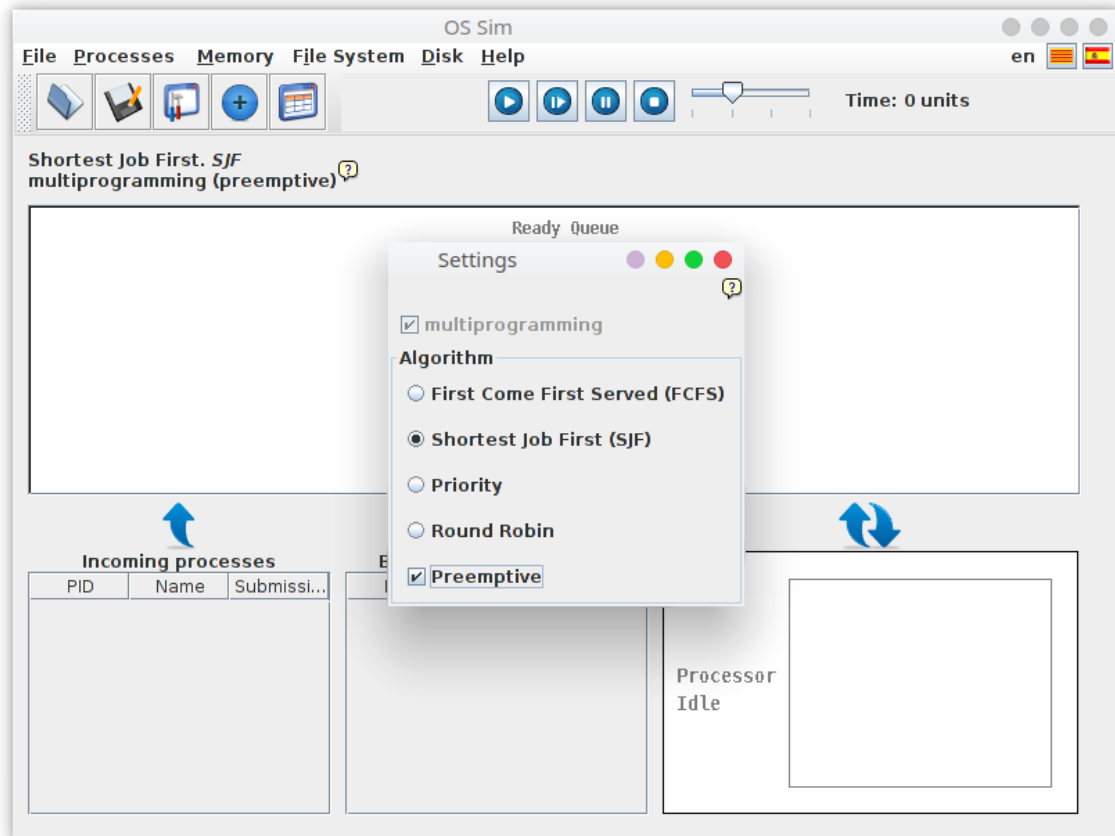 OS Sim
File Processes Memory File System Disk Help en
Time: 0 units
Shortest Job First. SJF
multiprogramming (preemptive)
Ready Queue
Settings
multiprogramming
Algorithm
First Come First Served (FCFS)
Shortest Job First (SJF)
Priority
Round Robin
Preemptive
Incoming processes
PID Name Submissi...
Processor
Idle